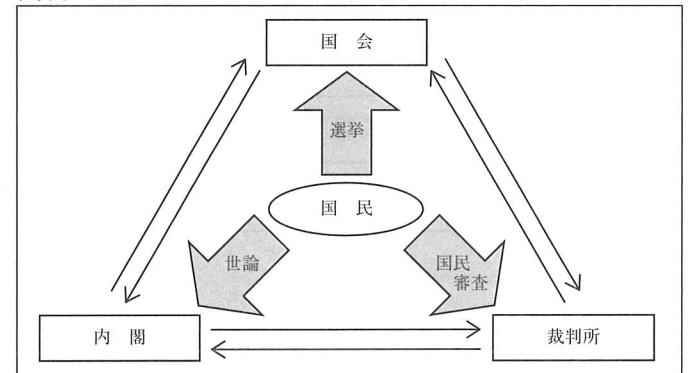 国 会
選挙
国 民
世論
国民
審査
内 閣
裁判所